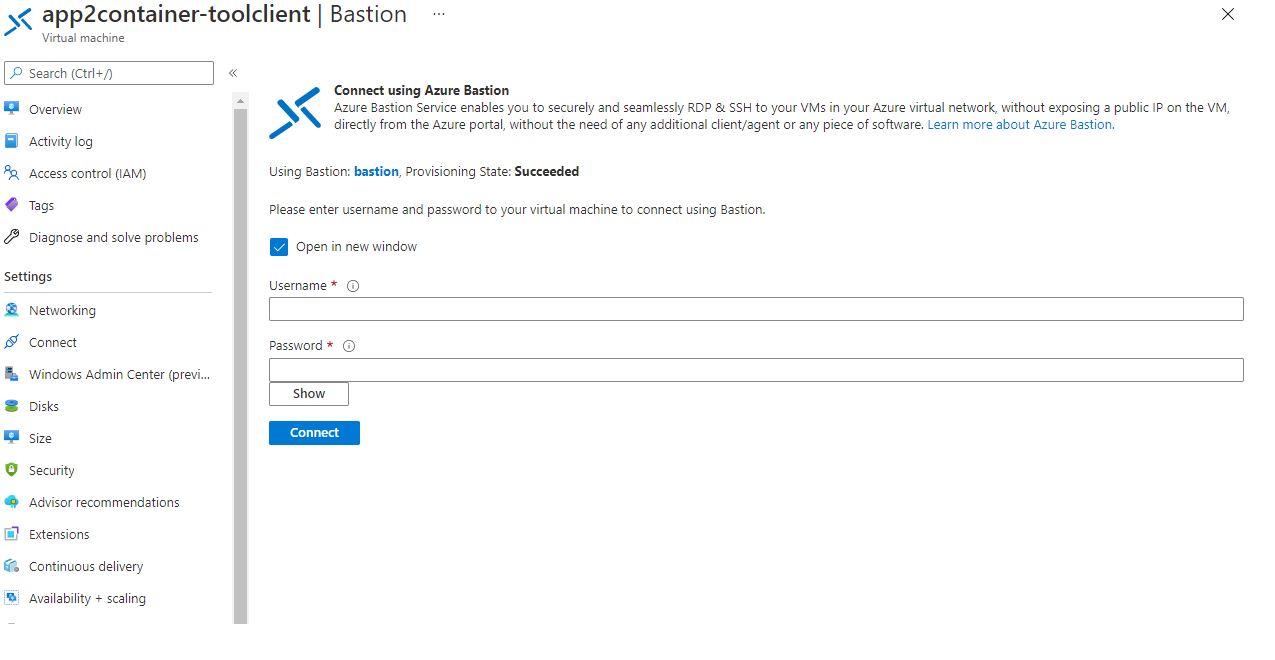 app2container-toolclient | Bastion ...
Virtual machine
Search (Ctrl+/)
«
Overview
Activity log
Access control (IAM)
Tags
Diagnose and solve problems
Settings
Networking
Connect
Windows Admin Center (previ...
Disks
Size
Security
Advisor recommendations
Extensions
Continuous delivery
Availability + scaling
Connect using Azure Bastion
Azure Bastion Service enables you to securely and seamlessly RDP & SSH to your VMs in your Azure virtual network, without exposing a public IP on the VM,
directly from the Azure portal, without the need of any additional client/agent or any piece of software. Learn more about Azure Bastion.
Using Bastion: bastion, Provisioning State: Succeeded
Please enter username and password to your virtual machine to connect using Bastion.
Open in new window
Username *
Password *
Show
Connect